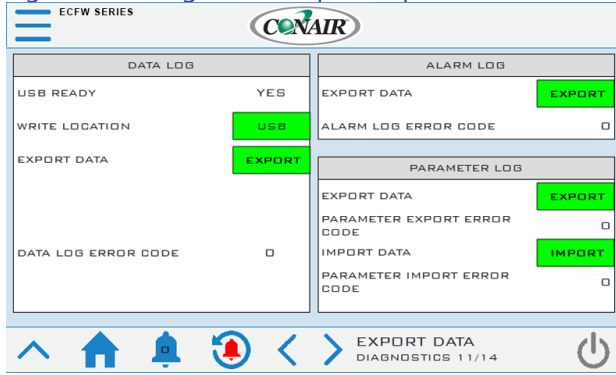 ECFW SERIES
CONAIR
DATA LOG
USB READY YES
WRITE LOCATION USB
EXPORT DATA EXPORT
DATA LOG ERROR CODE 0
ALARM LOG
EXPORT DATA EXPORT
ALARM LOG ERROR CODE 0
PARAMETER LOG
EXPORT DATA EXPORT
PARAMETER EXPORT ERROR
CODE 0
IMPORT DATA IMPORT
PARAMETER IMPORT ERROR
CODE 0
0
EXPORT DATA
DIAGNOSTICS 11/14